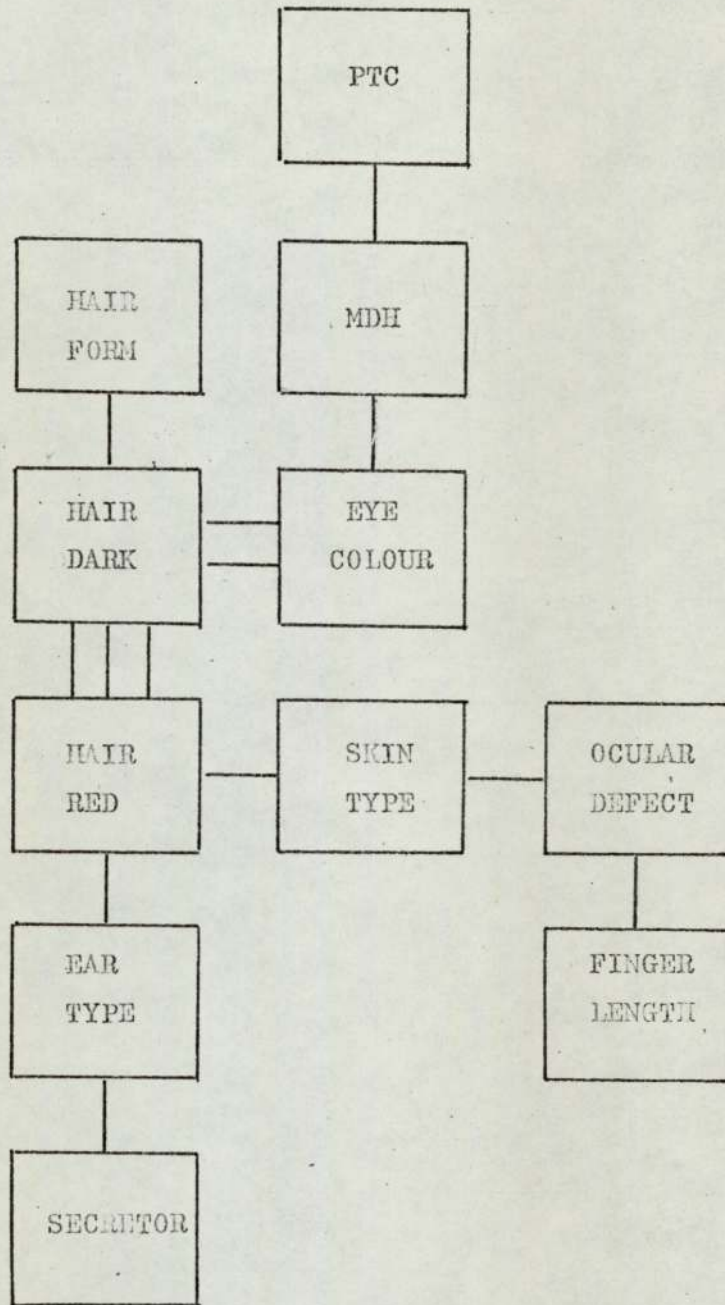 PTC
HAIR
FORM
MDH
HAIR
DARK
EYE
COLOUR
HAIR
RED
SKIN
TYPE
OCULAR
DEFECT
EAR
TYPE
FINGER
LENGTH
SECRETOR